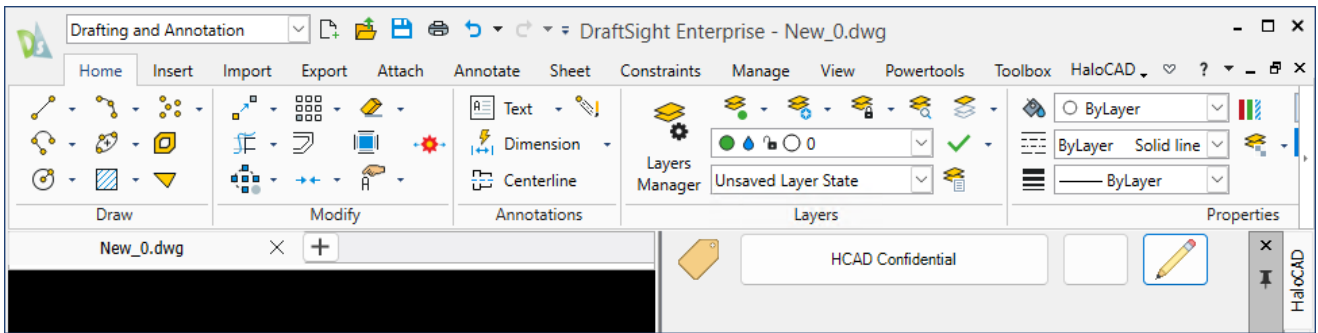 DS
Drafting and Annotation
DraftSight Enterprise - New_0.dwg
Home Insert Import Export Attach Annotate Sheet Constraints Manage View Powertools Toolbox HaloCAD ?
Text
ByLayer
Dimension
0
ByLayer Solid line
Layers
Manager
Centerline
Unsaved Layer State
ByLayer
Draw Modify Annotations Layers Properties
New_0.dwg
HCAD Confidential
HaloCAD